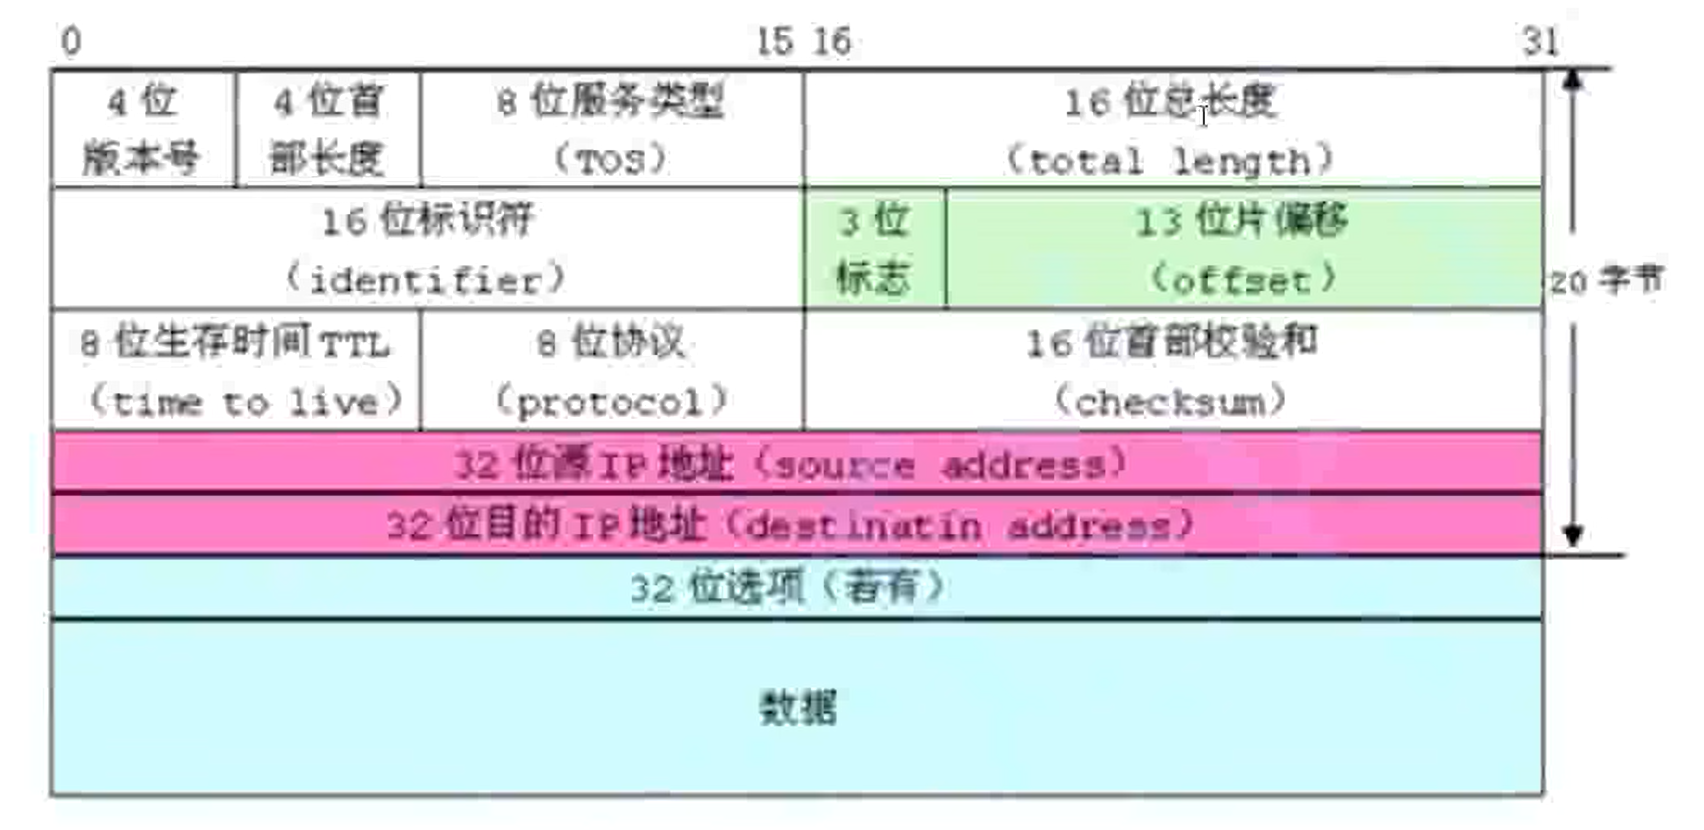 0 15 16 31
4 位 4 位首 8 位服务类型 16 位总长度
版本号 部长度 (TOS) (total length)
16 位标识符 3 位 13 位片偏移
(identifier) 标志 (offset)
20 字节
8 位生存时间 TTL 8 位协议 16 位首部校验和
(time to live) (protocol) (checksum)
32 位源 IP 地址 (source address)
32 位目的 IP 地址 (destinatin address)
32 位选项 (若有)
数据